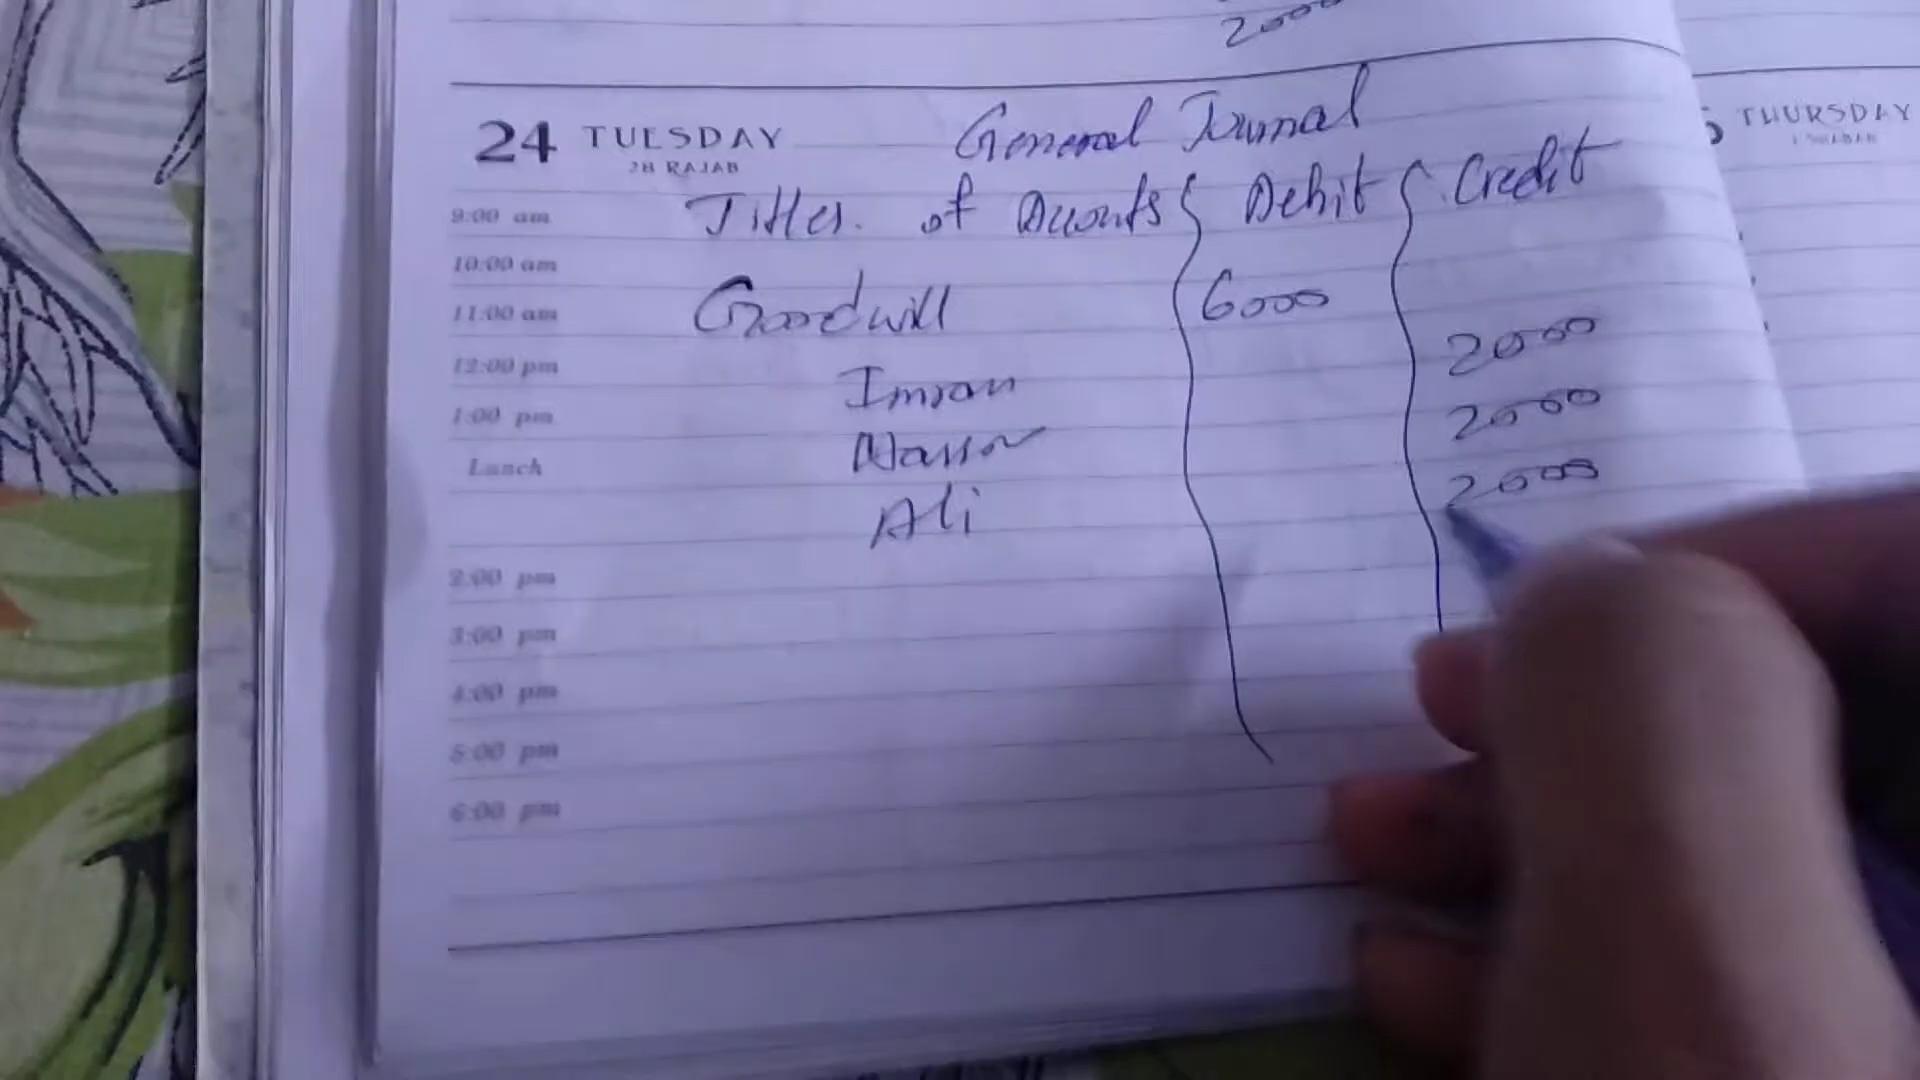 2000
24 TUESDAY General Journal
28 RAJAB
Titles. of Accounts Debit Credit
9:00 am
10:00 am
11:00 am Goodwill 6000
2000
12:00 pm Imran
2000
1:00 pm
Lunch Hassan 2000
Ali
2:00 pm
3:00 pm
4:00 pm
5:00 pm
6:00 pm
THURSDAY